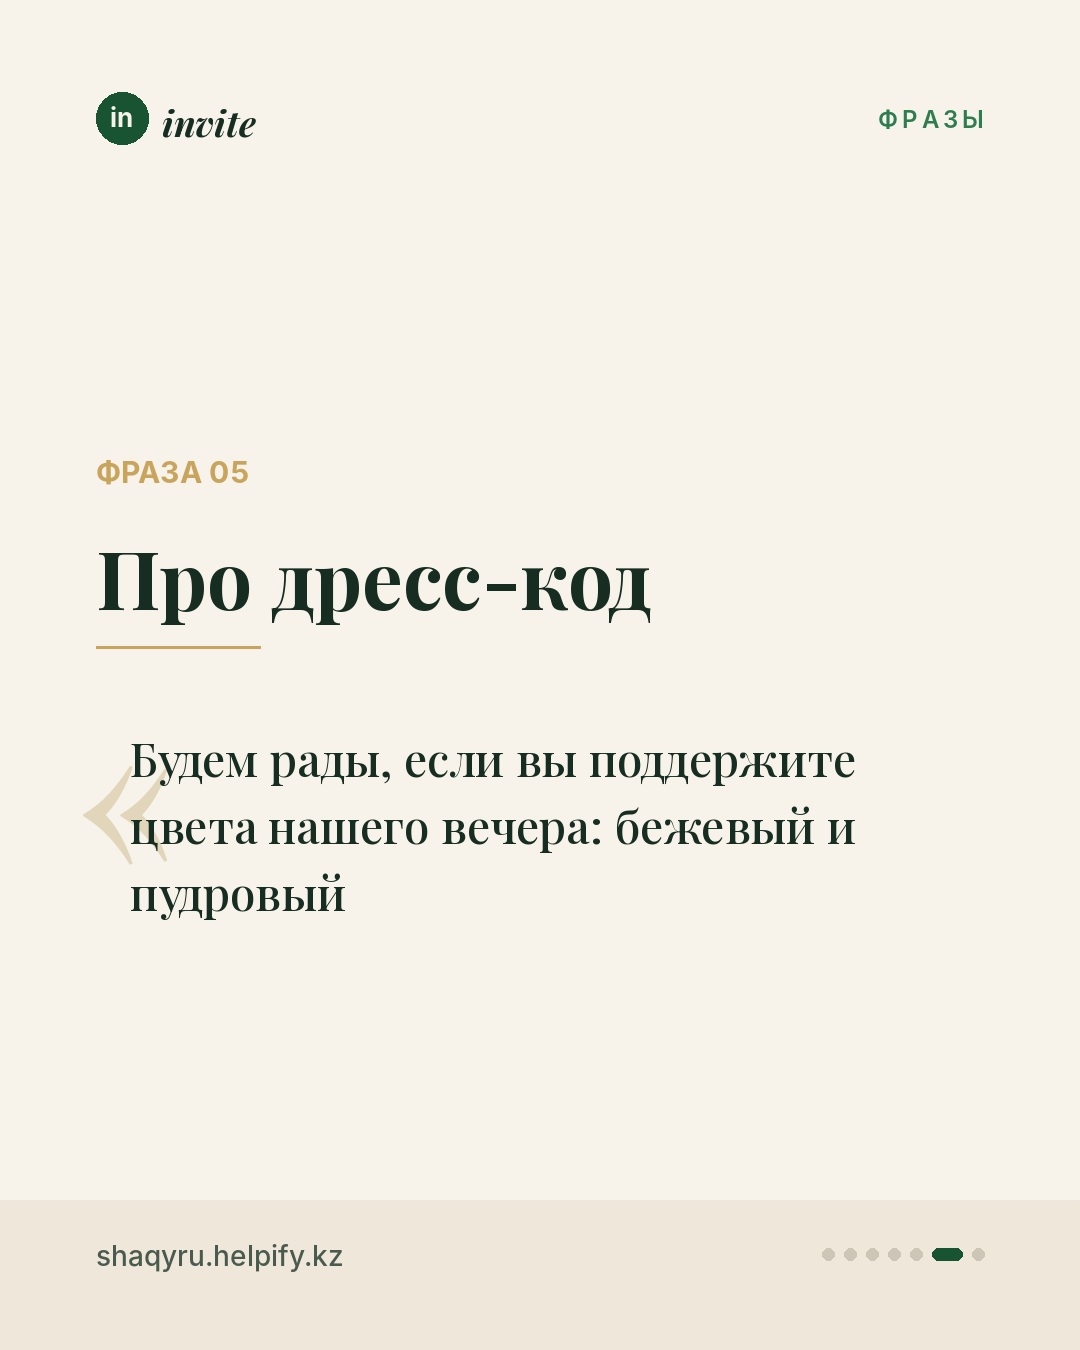 in invite
ФРАЗЫ
ФРАЗА 05
Про дресс-код
«
Будем рады, если вы поддержите
цвета нашего вечера: бежевый и
пудровый
shaqyru.helpify.kz